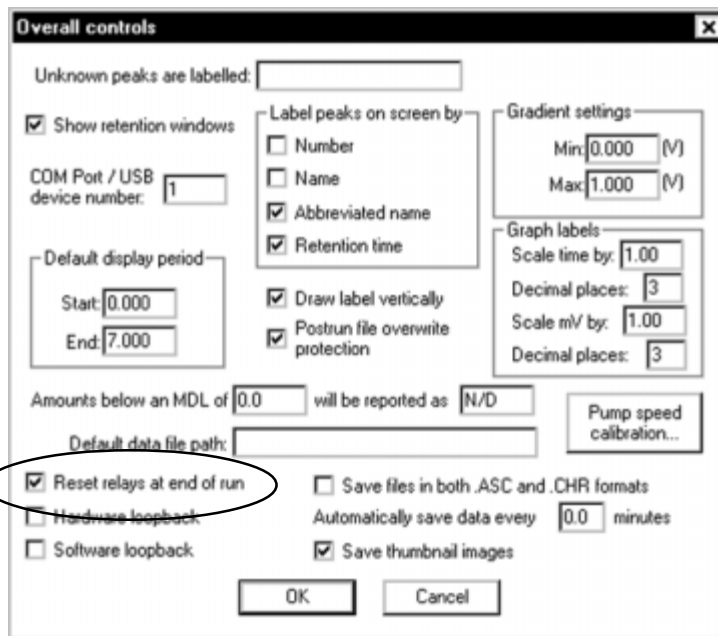 Overall controls
Unknown peaks are labelled:
Show retention windows
COM Port / USB
device number: 1
Label peaks on screen by
Number
Name
Abbreviated name
Retention time
Gradient settings
Min: 0.000 (V)
Max: 1.000 (V)
Default display period
Start: 0.000
End: 7.000
Draw label vertically
Postrun file overwrite
protection
Graph labels
Scale time by: 1.00
Decimal places: 3
Scale mV by: 1.00
Decimal places: 3
Amounts below an MDL of 0.0 will be reported as N/D
Pump speed
calibration...
Default data file path:
Reset relays at end of run
Save files in both .ASC and .CHR formats
Hardware loopback
Automatically save data every 0.0 minutes
Software loopback
Save thumbnail images
OK
Cancel